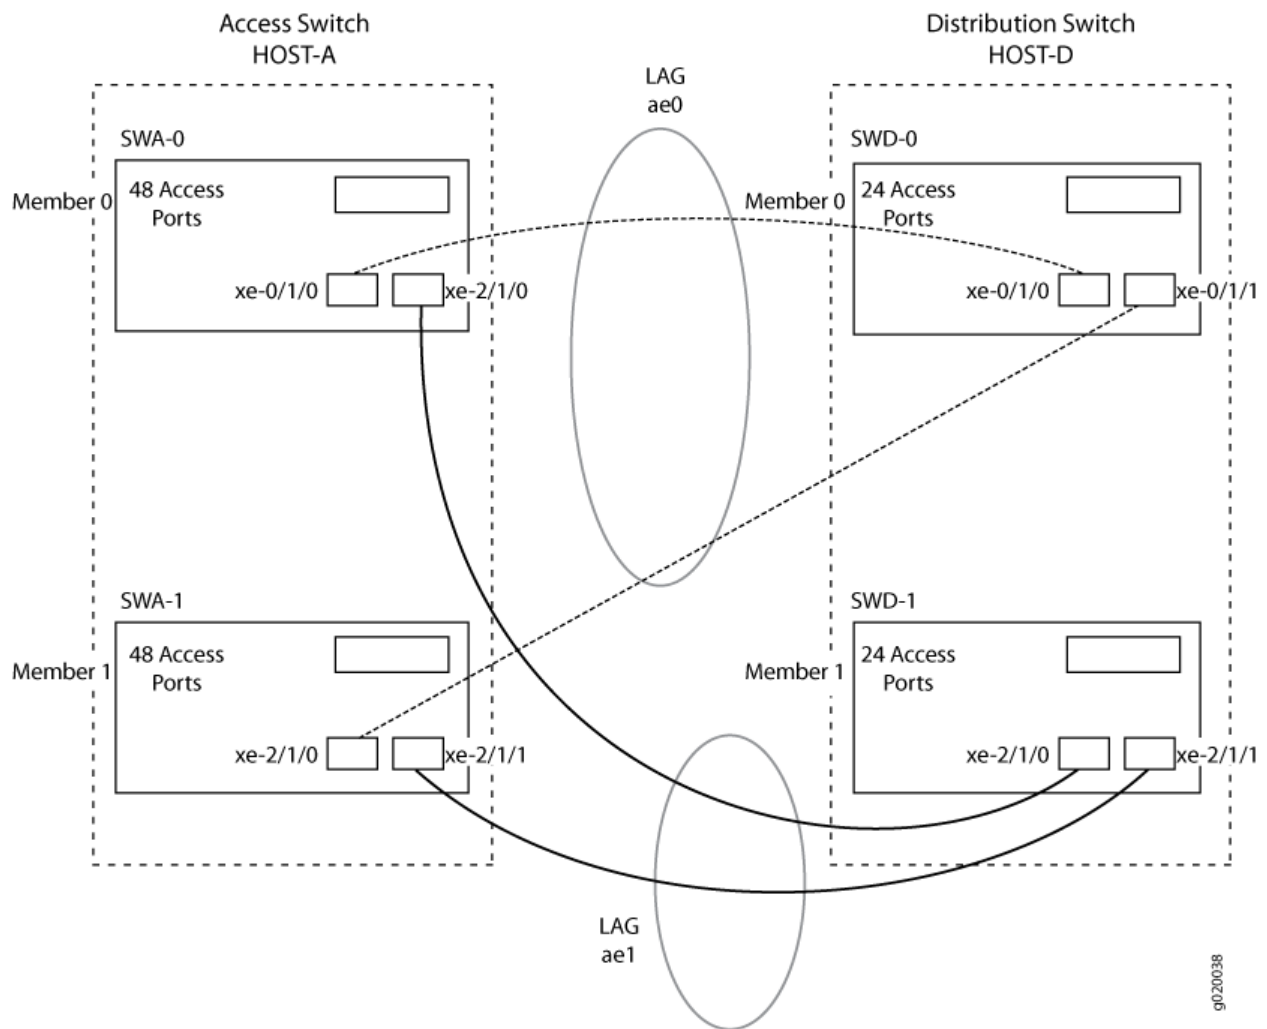 Access Switch
HOST-A
Distribution Switch
HOST-D
LAG
ae0
SWA-0
SWD-0
Member 0
48 Access
Ports
Member 0
24 Access
Ports
xe-0/1/0
xe-2/1/0
xe-0/1/0
xe-0/1/1
SWA-1
SWD-1
Member 1
48 Access
Ports
Member 1
24 Access
Ports
xe-2/1/0
xe-2/1/1
xe-2/1/0
xe-2/1/1
LAG
ae1
g020038